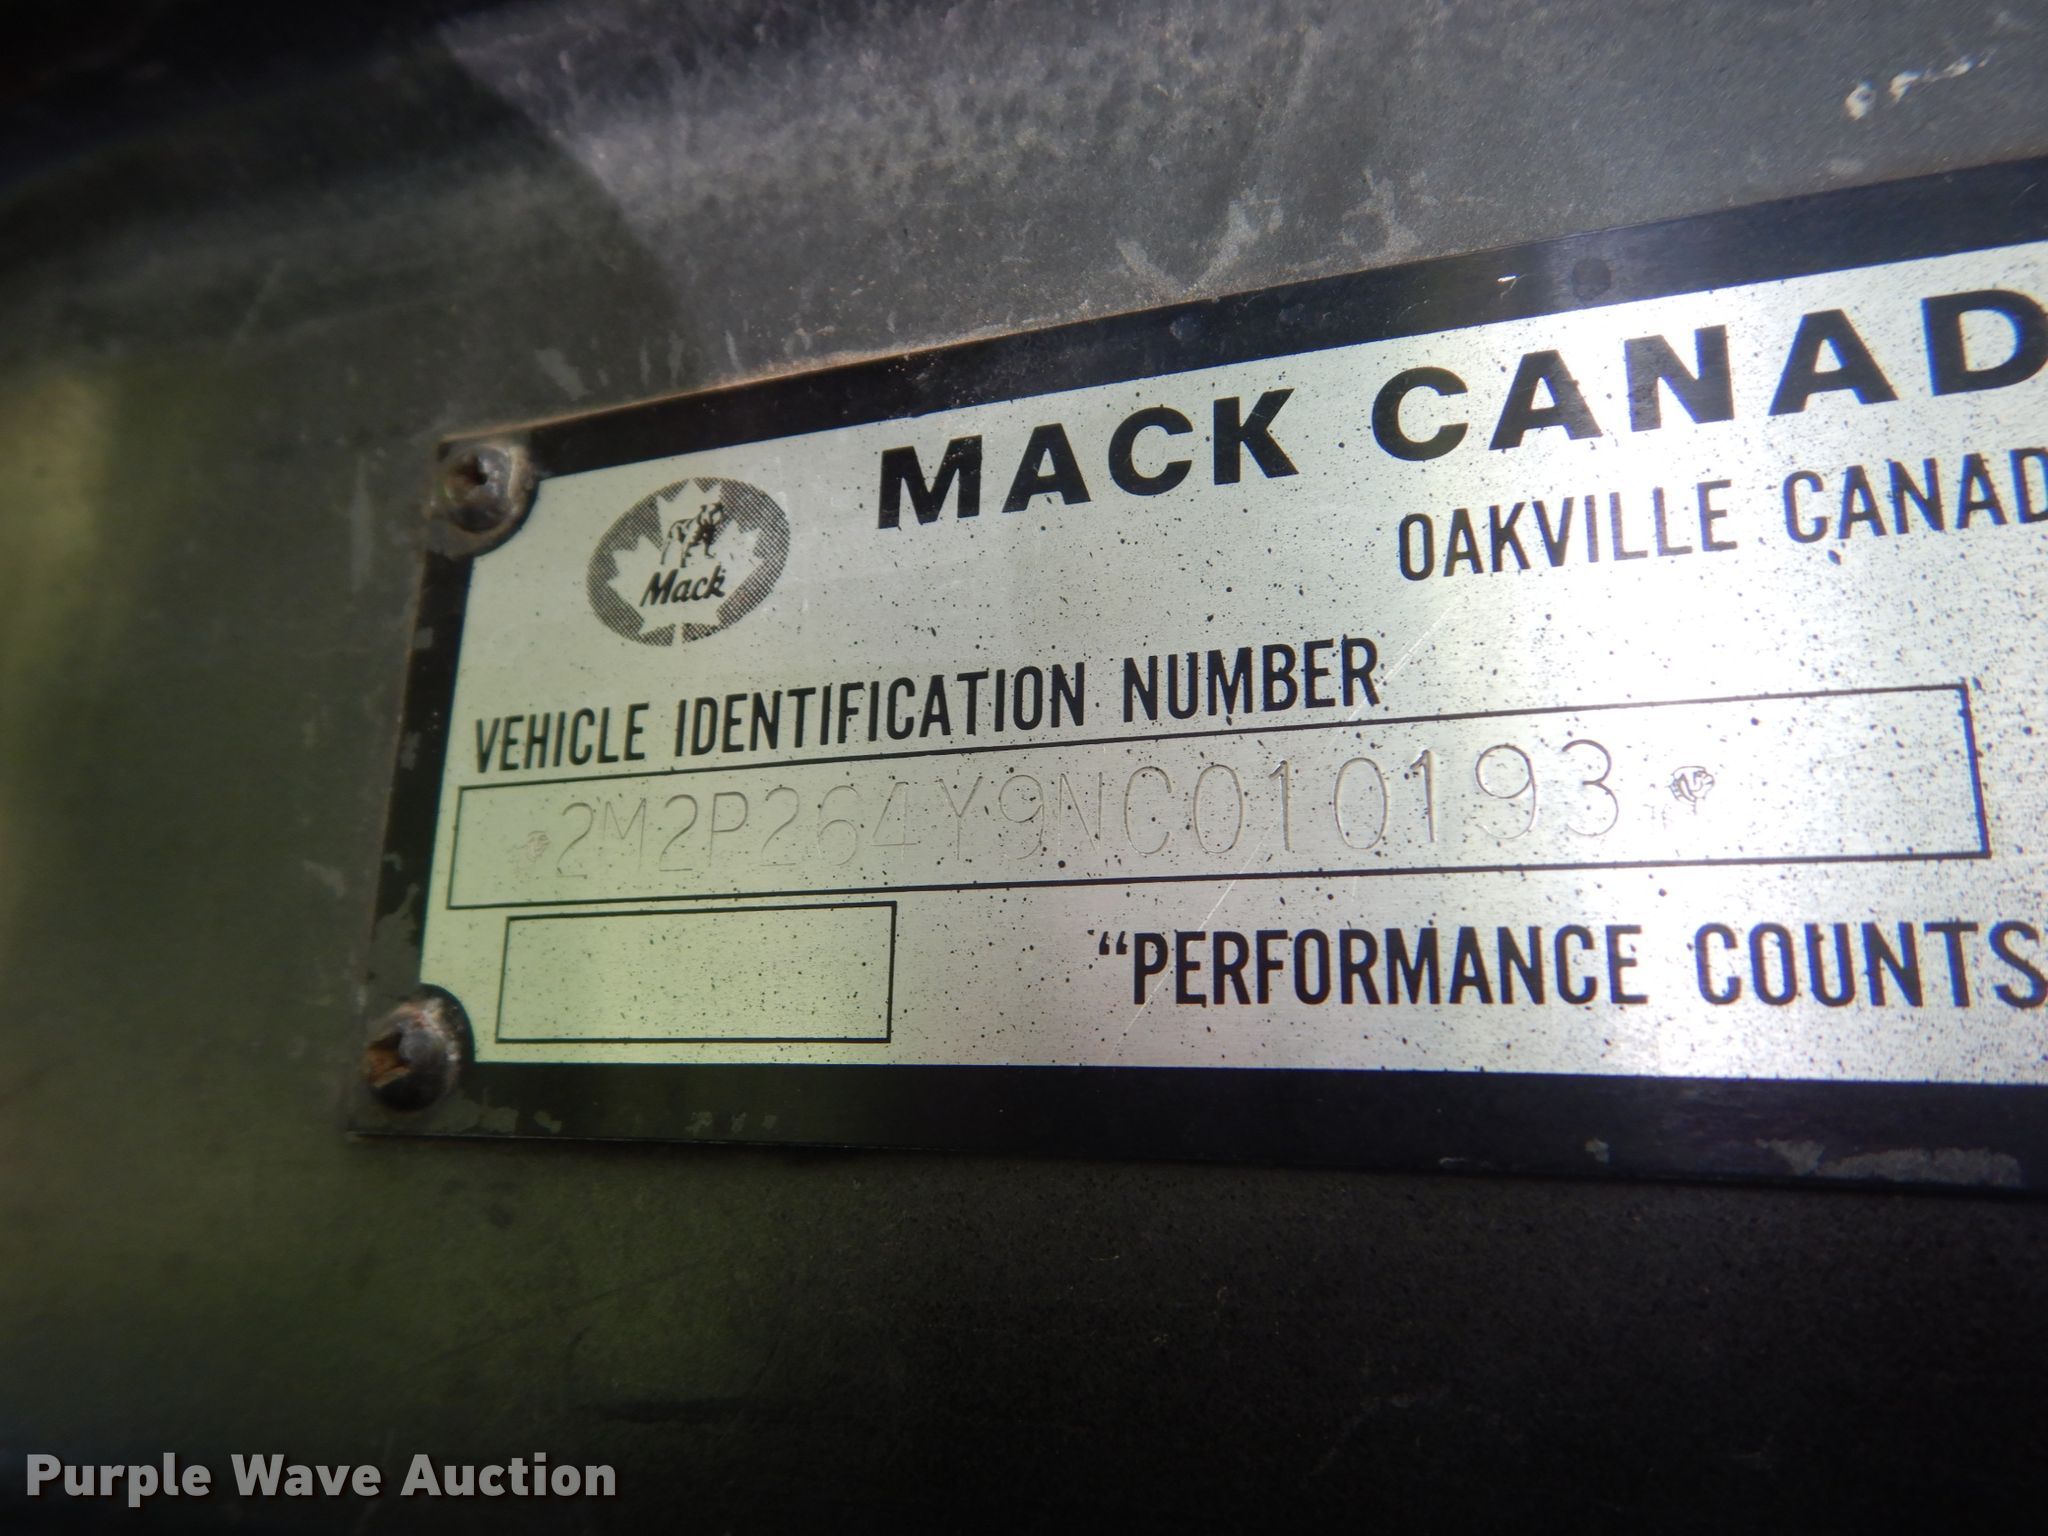 MACK CANAD
OAKVILLE CANAD
Mack
VEHICLE IDENTIFICATION NUMBER
2M2P264Y9NC010193
"PERFORMANCE COUNTS
Purple Wave Auction